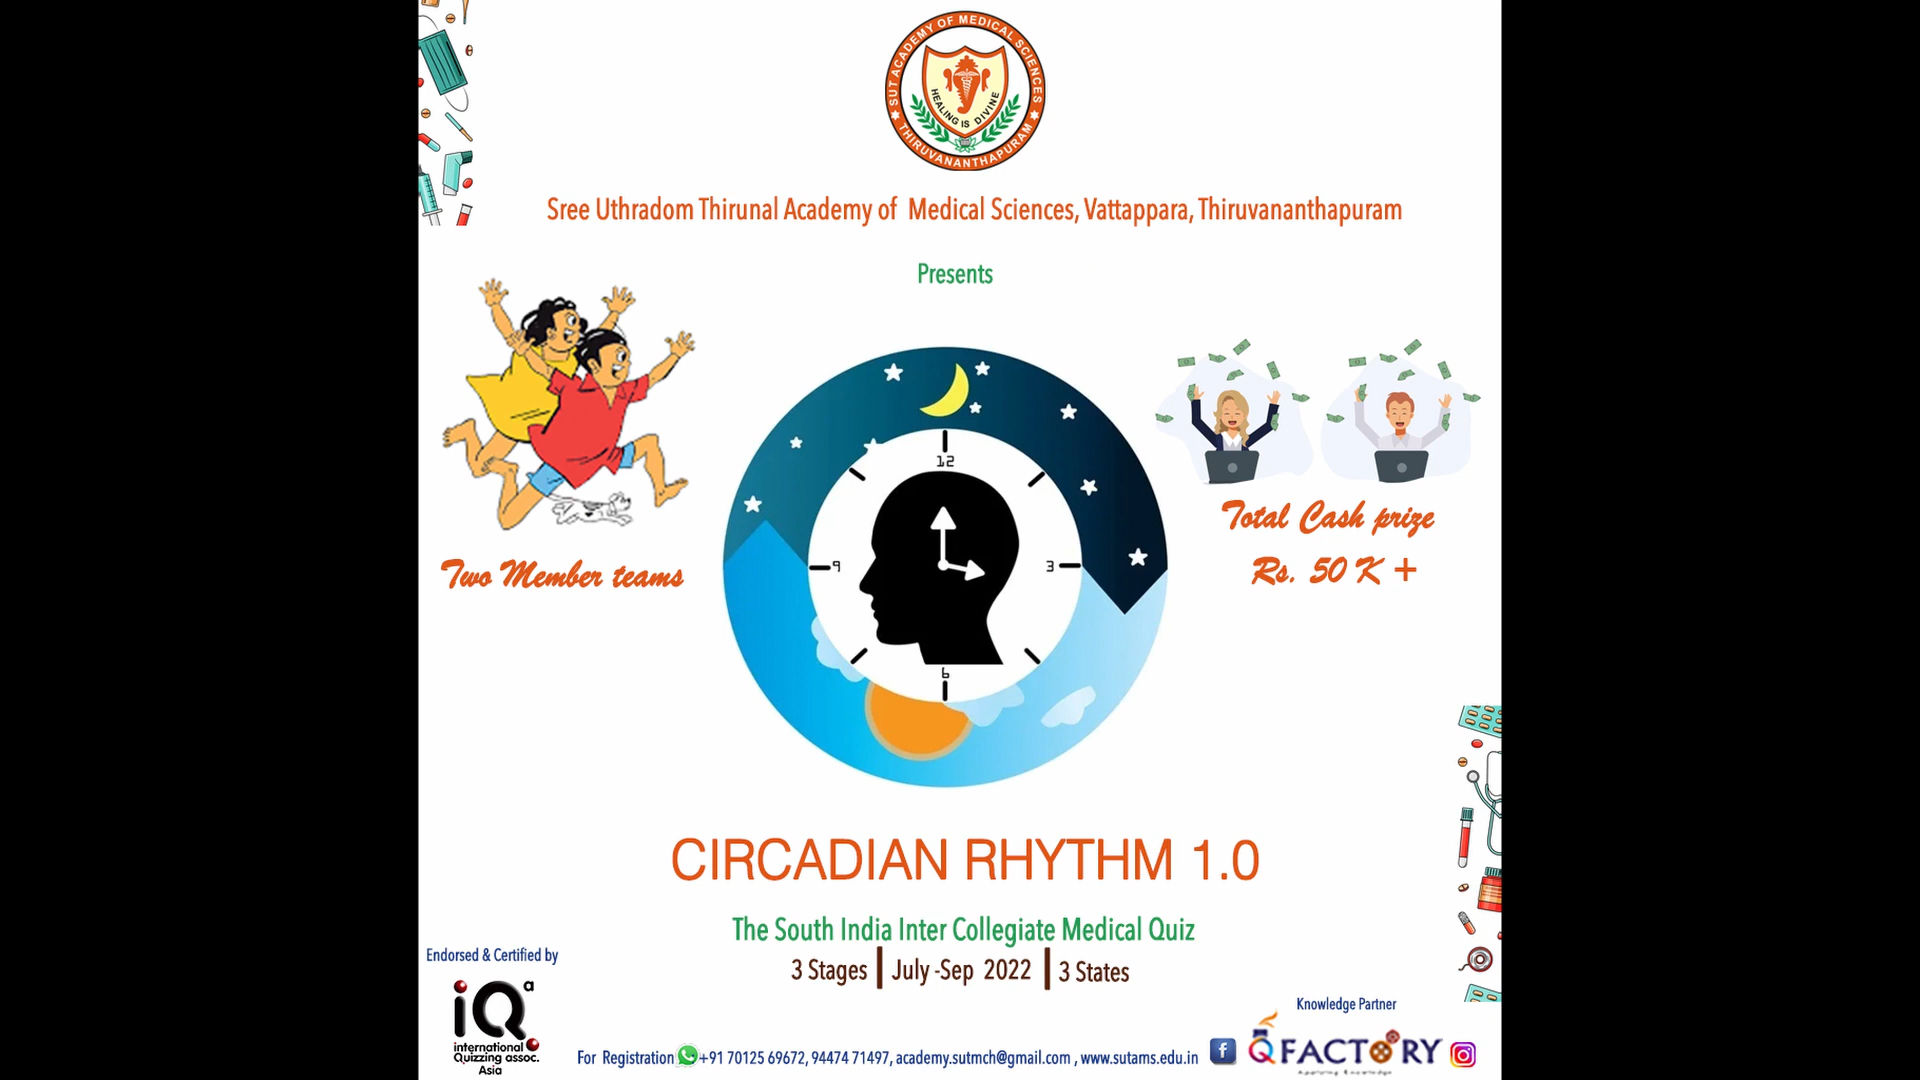 SUT ACADEMY OF MEDICAL SCIENCES
HEALING IS DIVINE
THIRUVANANTHAPURAM
Sree Uthradom Thirunal Academy of Medical Sciences, Vattappara, Thiruvananthapuram
Presents
Two Member teams
Total Cash prize
Rs. 50 K +
12
9
3
6
CIRCADIAN RHYTHM 1.0
The South India Inter Collegiate Medical Quiz
3 Stages | July -Sep 2022 | 3 States
Endorsed & Certified by
iQa
international
Quizzing assoc.
Asia
Knowledge Partner
QFACTORY
For Registration +91 70125 69672, 94474 71497, academy.sutmch@gmail.com , www.sutams.edu.in